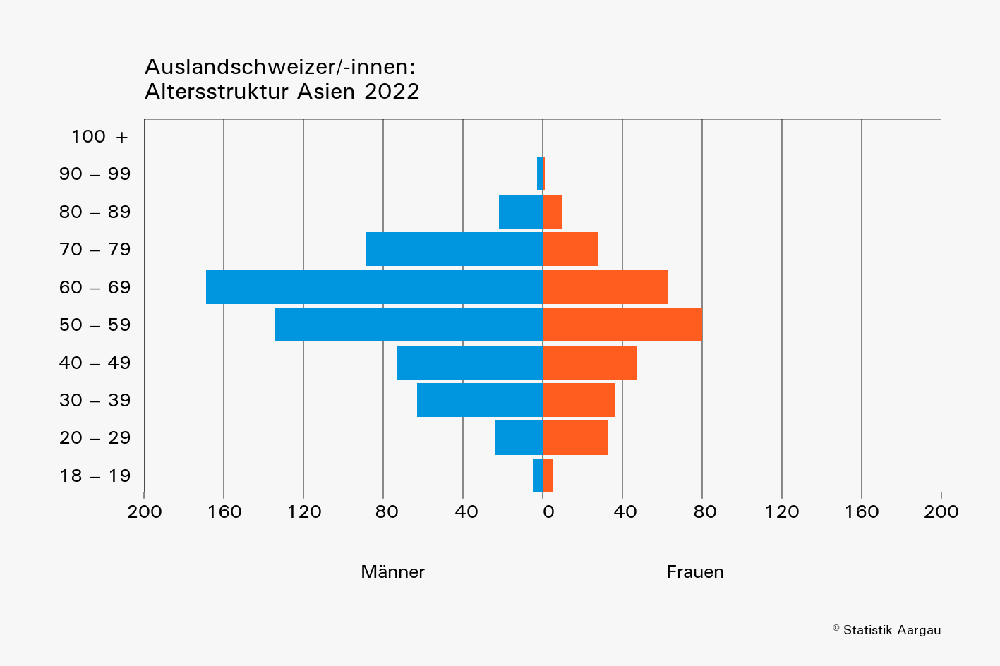 Auslandschweizer/-innen:
Altersstruktur Asien 2022
100 +
90 – 99
80 – 89
70 – 79
60 – 69
50 – 59
40 – 49
30 – 39
20 – 29
18 – 19
200 160 120 80 40 0 40 80 120 160 200
Männer Frauen
© Statistik Aargau